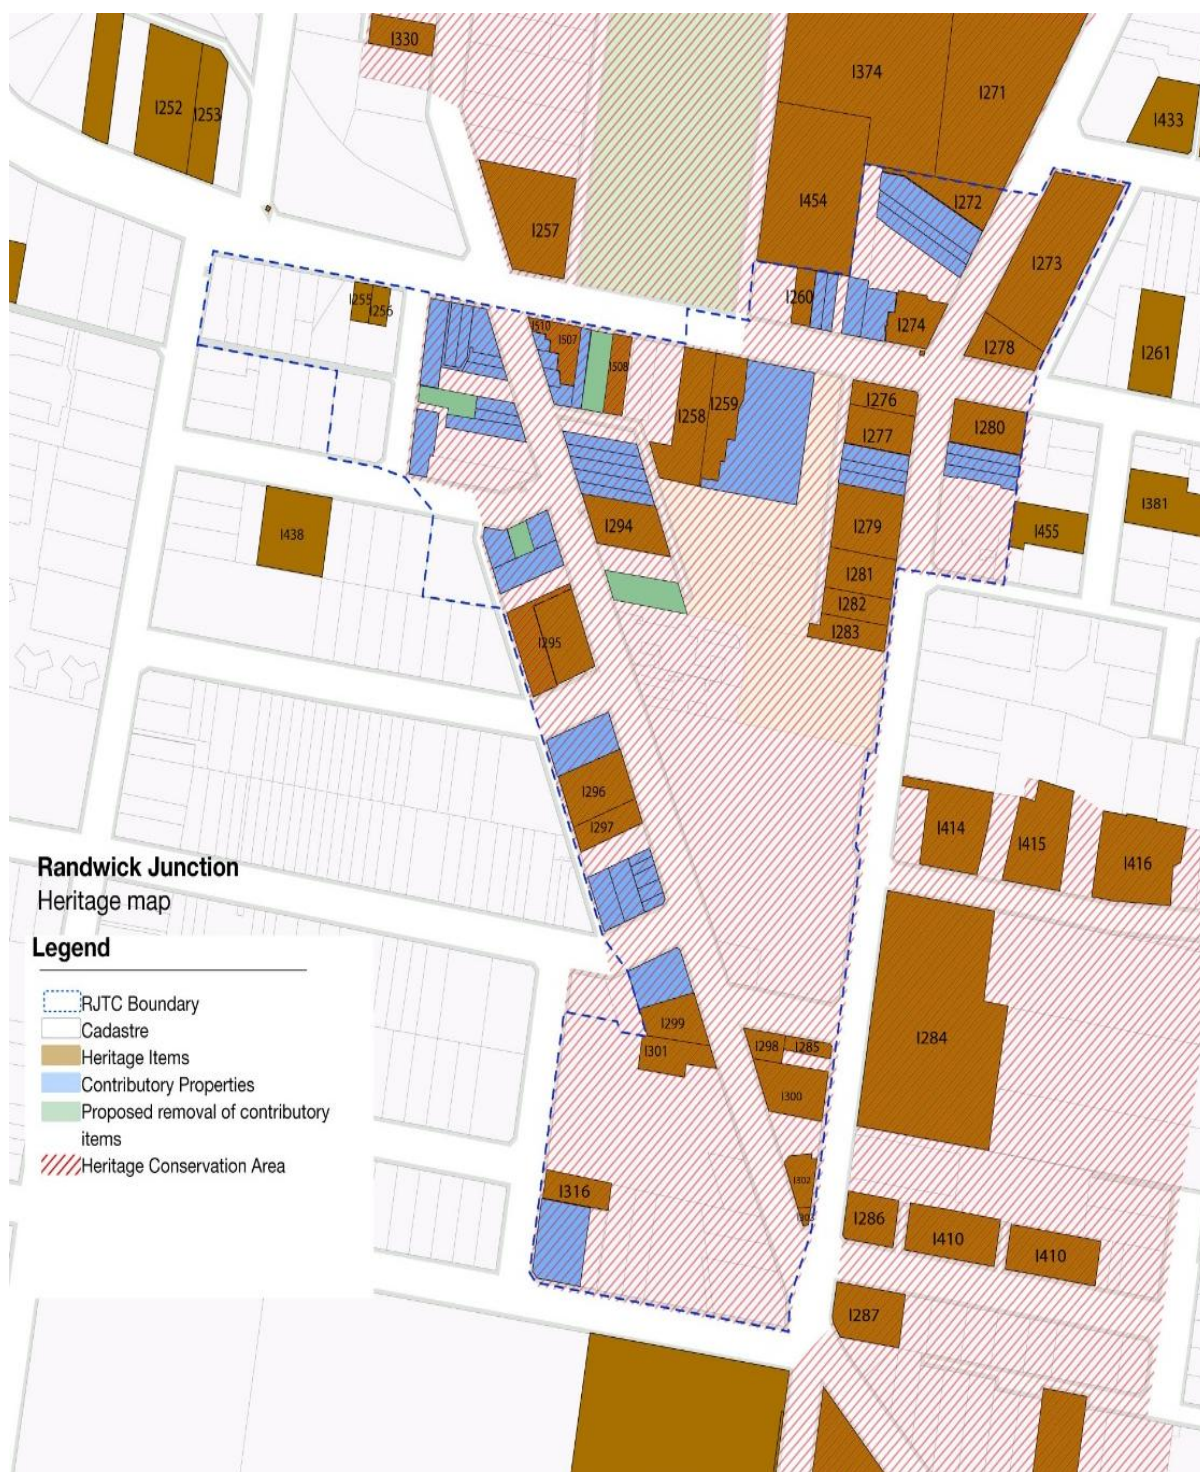 I330
I374
I271
I252
I253
I433
I454
I272
I257
I273
I255
I256
I260
I274
I510
I507
I508
I278
I261
I258
I259
I276
I277
I280
I294
I279
I438
I455
I381
I281
I282
I283
I295
I296
I297
I414
I415
I416
Randwick Junction
Heritage map
Legend
RJTC Boundary
Cadastre
Heritage Items
Contributory Properties
Proposed removal of contributory
items
Heritage Conservation Area
I299
I301
I298
I285
I284
I300
I302
I303
I316
I286
I410
I410
I287